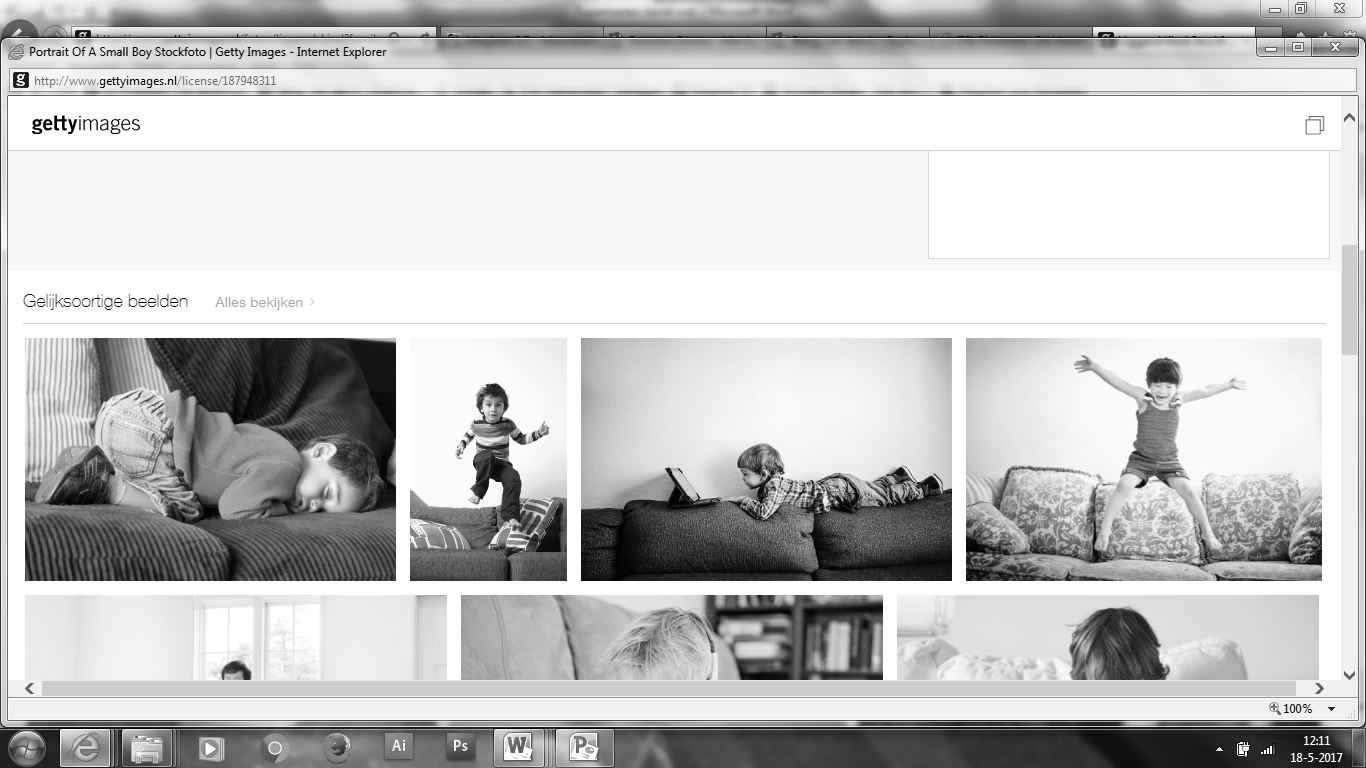 Portrait Of A Small Boy Stockfoto | Getty Images - Internet Explorer
http://www.gettyimages.nl/license/187948311
gettyimages
Gelijksoortige beelden
Alles bekijken
100%
Ai
Ps
12:11
18-5-2017